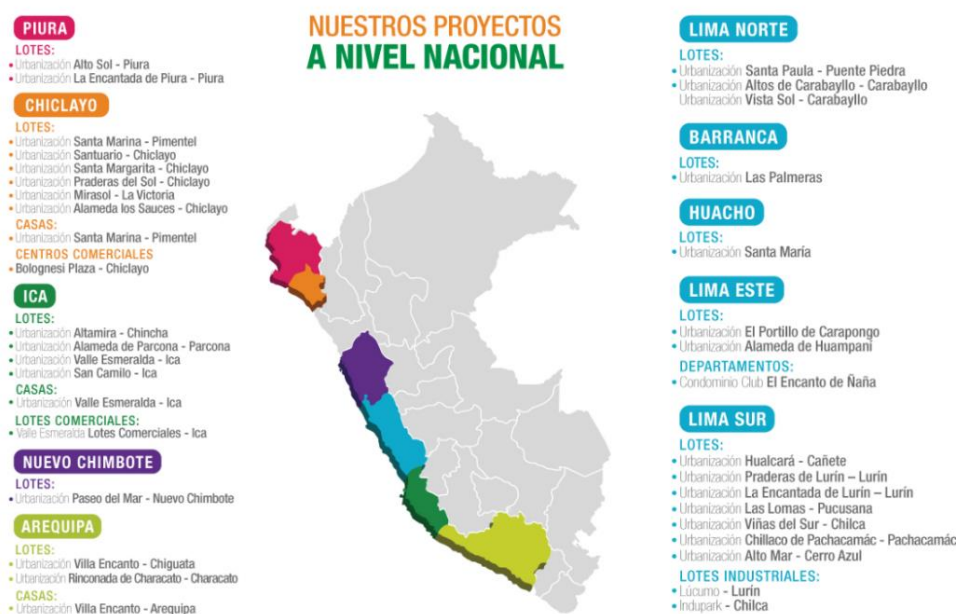 NUESTROS PROYECTOS
A NIVEL NACIONAL
PIURA
LOTES:
• Urbanización Alto Sol - Piura
• Urbanización La Encantada de Piura - Piura
CHICLAYO
LOTES:
• Urbanización Santa Marina - Pimentel
• Urbanización Santuario - Chiclayo
• Urbanización Santa Margarita - Chiclayo
• Urbanización Praderas del Sol - Chiclayo
• Urbanización Mirasol - La Victoria
• Urbanización Alameda los Sauces - Chiclayo
CASAS:
• Urbanización Santa Marina - Pimentel
CENTROS COMERCIALES
• Bolognesi Plaza - Chiclayo
ICA
LOTES:
• Urbanización Altamira - Chincha
• Urbanización Alameda de Parcona - Parcona
• Urbanización Valle Esmeralda - Ica
• Urbanización San Camilo - Ica
CASAS:
• Urbanización Valle Esmeralda - Ica
LOTES COMERCIALES:
• Valle Esmeralda Lotes Comerciales - Ica
NUEVO CHIMBOTE
LOTES:
• Urbanización Paseo del Mar - Nuevo Chimbote
AREQUIPA
LOTES:
• Urbanización Villa Encanto - Chiguata
• Urbanización Rinconada de Characato - Characato
CASAS:
• Urbanización Villa Encanto - Arequipa
LIMA NORTE
LOTES:
• Urbanización Santa Paula - Puente Piedra
• Urbanización Altos de Carabayllo - Carabayllo
Urbanización Vista Sol - Carabayllo
BARRANCA
LOTES:
• Urbanización Las Palmeras
HUACHO
LOTES:
• Urbanización Santa María
LIMA ESTE
LOTES:
• Urbanización El Portillo de Carapongo
• Urbanización Alameda de Huampaní
DEPARTAMENTOS:
• Condominio Club El Encanto de Ñaña
LIMA SUR
LOTES:
• Urbanización Hualcará - Cañete
• Urbanización Praderas de Lurín – Lurín
• Urbanización La Encantada de Lurín – Lurín
• Urbanización Las Lomas - Pucusana
• Urbanización Viñas del Sur - Chilca
• Urbanización Chillaco de Pachacamác - Pachacamác
• Urbanización Alto Mar - Cerro Azul
LOTES INDUSTRIALES:
• Lúcumo - Lurín
• Indupark - Chilca